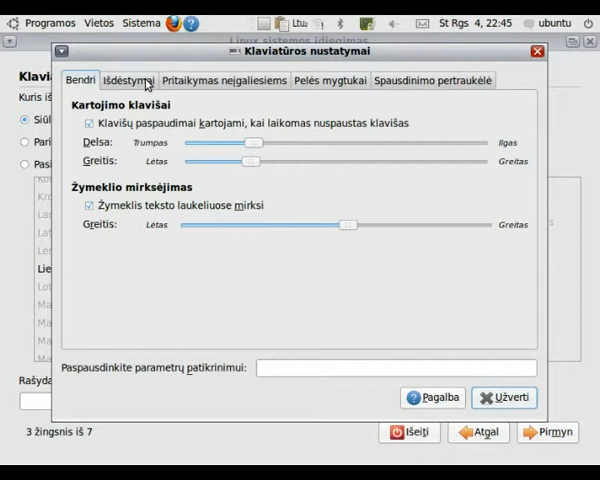 Programos Vietos Sistema Ltu St Rgs 4, 22:45 ubuntu
Linux sistemos įdiegimas
Klaviatūros nustatymai
Bendri Išdėstymai Pritaikymas neįgaliesiems Pelės mygtukai Spausdinimo pertraukėlė
Kartojimo klavišai
Klavišų paspaudimai kartojami, kai laikomas nuspaustas klavišas
Delsa: Trumpas Ilgas
Greitis: Lėtas Greitas
Žymeklio mirksėjimas
Žymeklis teksto laukeliuose mirksi
Greitis: Lėtas Greitas
Paspausdinkite parametrų patikrinimui:
Pagalba Užverti
Klavi
Kuris iš
Siūl
Pari
Pasi
Lie
Rašyda
3 žingsnis iš 7 Išeiti Atgal Pirmyn